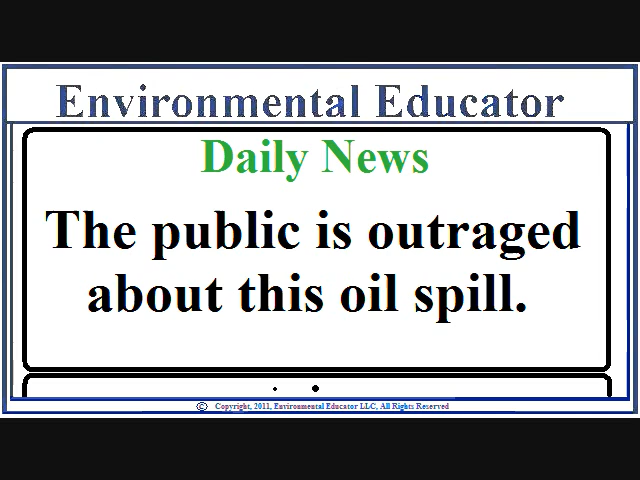 Environmental Educator
Daily News
The public is outraged
about this oil spill.
© Copyright, 2011, Environmental Educator LLC, All Rights Reserved